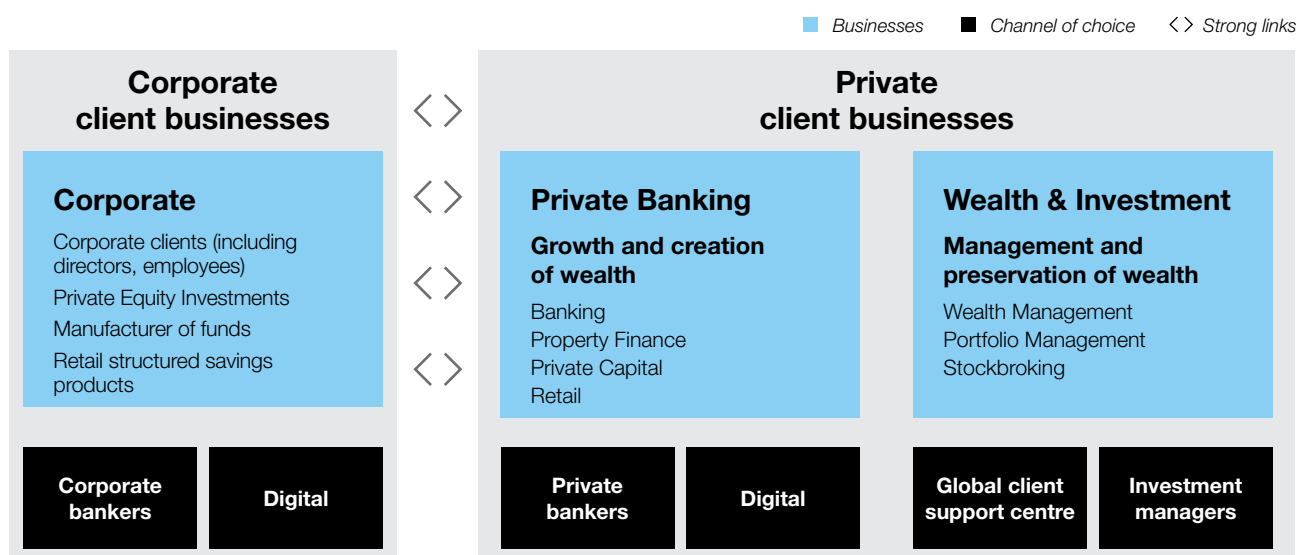 Businesses
Channel of choice
Strong links
Corporate
client businesses
Private
client businesses
Corporate
Corporate clients (including
directors, employees)
Private Equity Investments
Manufacturer of funds
Retail structured savings
products
Private Banking
Growth and creation
of wealth
Banking
Property Finance
Private Capital
Retail
Wealth & Investment
Management and
preservation of wealth
Wealth Management
Portfolio Management
Stockbroking
Corporate
bankers
Digital
Private
bankers
Digital
Global client
support centre
Investment
managers